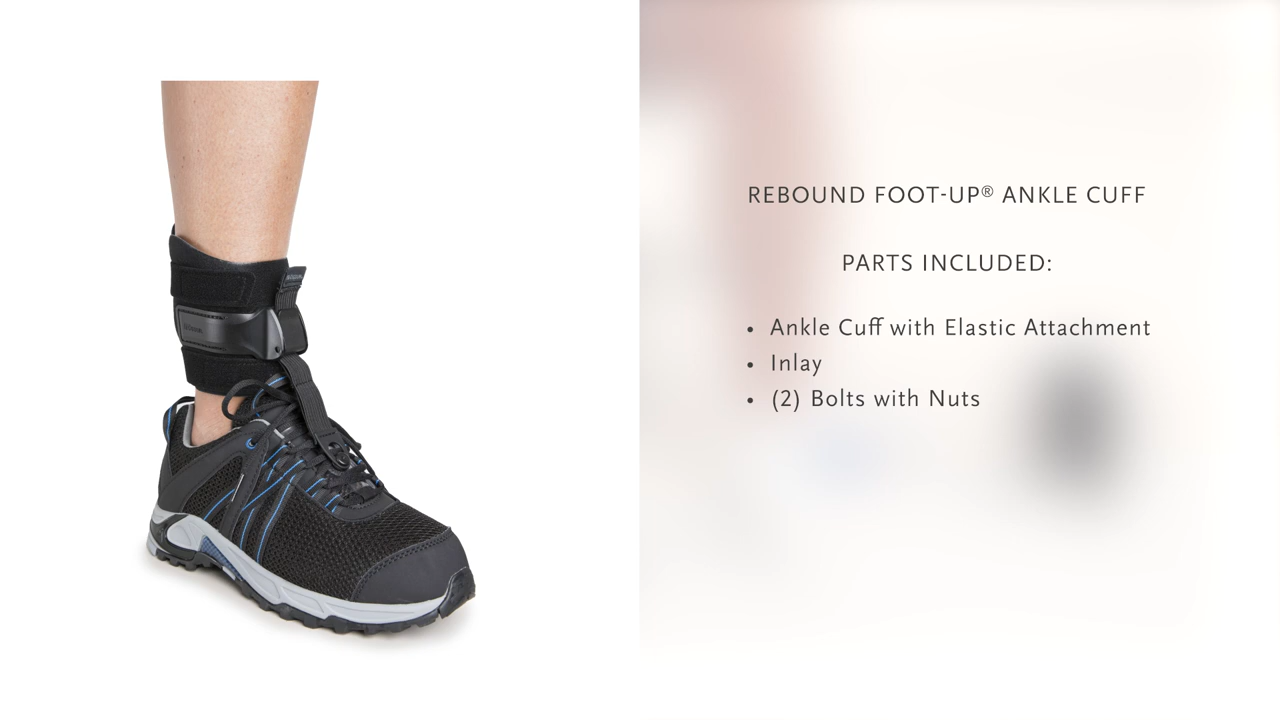 REBOUND FOOT-UP® ANKLE CUFF
PARTS INCLUDED:
• Ankle Cuff with Elastic Attachment
• Inlay
• (2) Bolts with Nuts